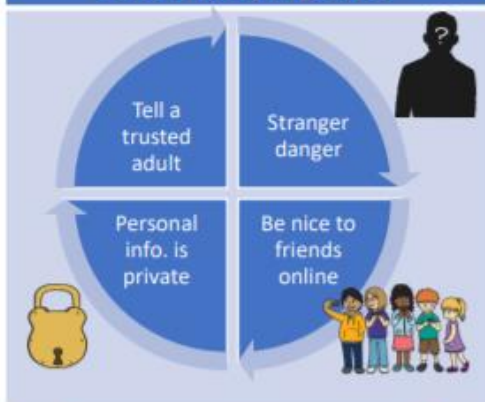 Tell a
trusted
adult
Stranger
danger
?
Personal
info. is
private
Be nice to
friends
online